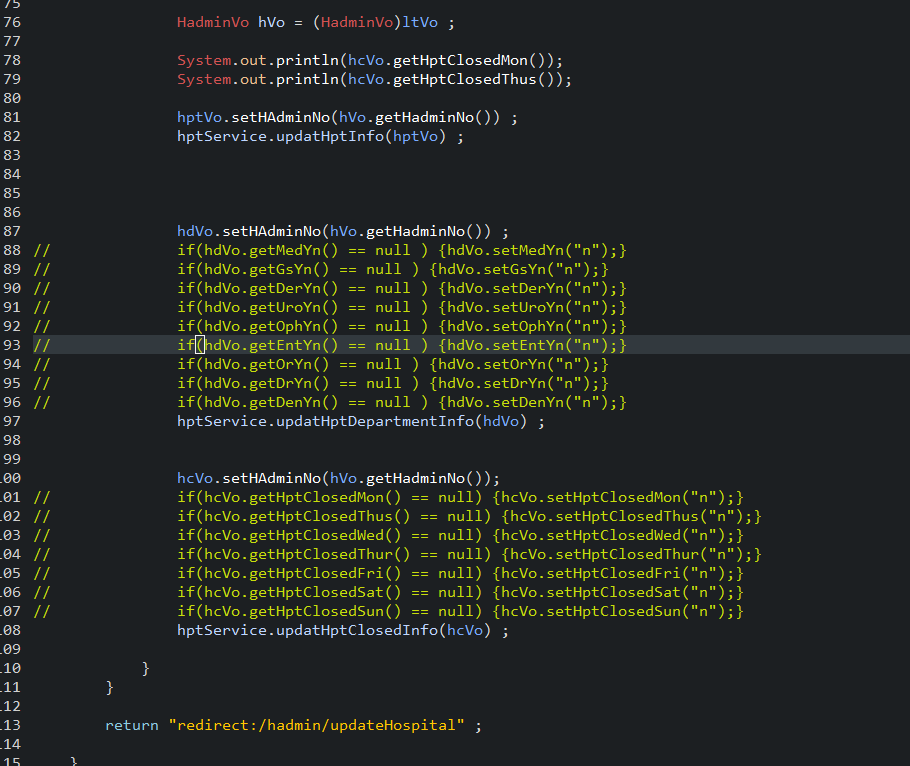 75
76 HadminVo hVo = (HadminVo)ltVo ;
77
78 System.out.println(hcVo.getHptClosedMon());
79 System.out.println(hcVo.getHptClosedThus());
80
81 hptVo.setHAdminNo(hVo.getHadminNo()) ;
82 hptService.updatHptInfo(hptVo) ;
83
84
85
86
87 hdVo.setHAdminNo(hVo.getHadminNo()) ;
88 // if(hdVo.getMedYn() == null ) {hdVo.setMedYn("n");}
89 // if(hdVo.getGsYn() == null ) {hdVo.setGsYn("n");}
90 // if(hdVo.getDerYn() == null ) {hdVo.setDerYn("n");}
91 // if(hdVo.getUroYn() == null ) {hdVo.setUroYn("n");}
92 // if(hdVo.getOphYn() == null ) {hdVo.setOphYn("n");}
93 // if(hdVo.getEntYn() == null ) {hdVo.setEntYn("n");}
94 // if(hdVo.getOrYn() == null ) {hdVo.setOrYn("n");}
95 // if(hdVo.getDrYn() == null ) {hdVo.setDrYn("n");}
96 // if(hdVo.getDenYn() == null ) {hdVo.setDenYn("n");}
97 hptService.updatHptDepartmentInfo(hdVo) ;
98
99
00 hcVo.setHAdminNo(hVo.getHadminNo());
01 // if(hcVo.getHptClosedMon() == null) {hcVo.setHptClosedMon("n");}
02 // if(hcVo.getHptClosedThus() == null) {hcVo.setHptClosedThus("n");}
03 // if(hcVo.getHptClosedWed() == null) {hcVo.setHptClosedWed("n");}
04 // if(hcVo.getHptClosedThur() == null) {hcVo.setHptClosedThur("n");}
05 // if(hcVo.getHptClosedFri() == null) {hcVo.setHptClosedFri("n");}
06 // if(hcVo.getHptClosedSat() == null) {hcVo.setHptClosedSat("n");}
07 // if(hcVo.getHptClosedSun() == null) {hcVo.setHptClosedSun("n");}
08 hptService.updatHptClosedInfo(hcVo) ;
09
10 }
11 }
12
13 return "redirect:/hadmin/updateHospital" ;
14
15 }